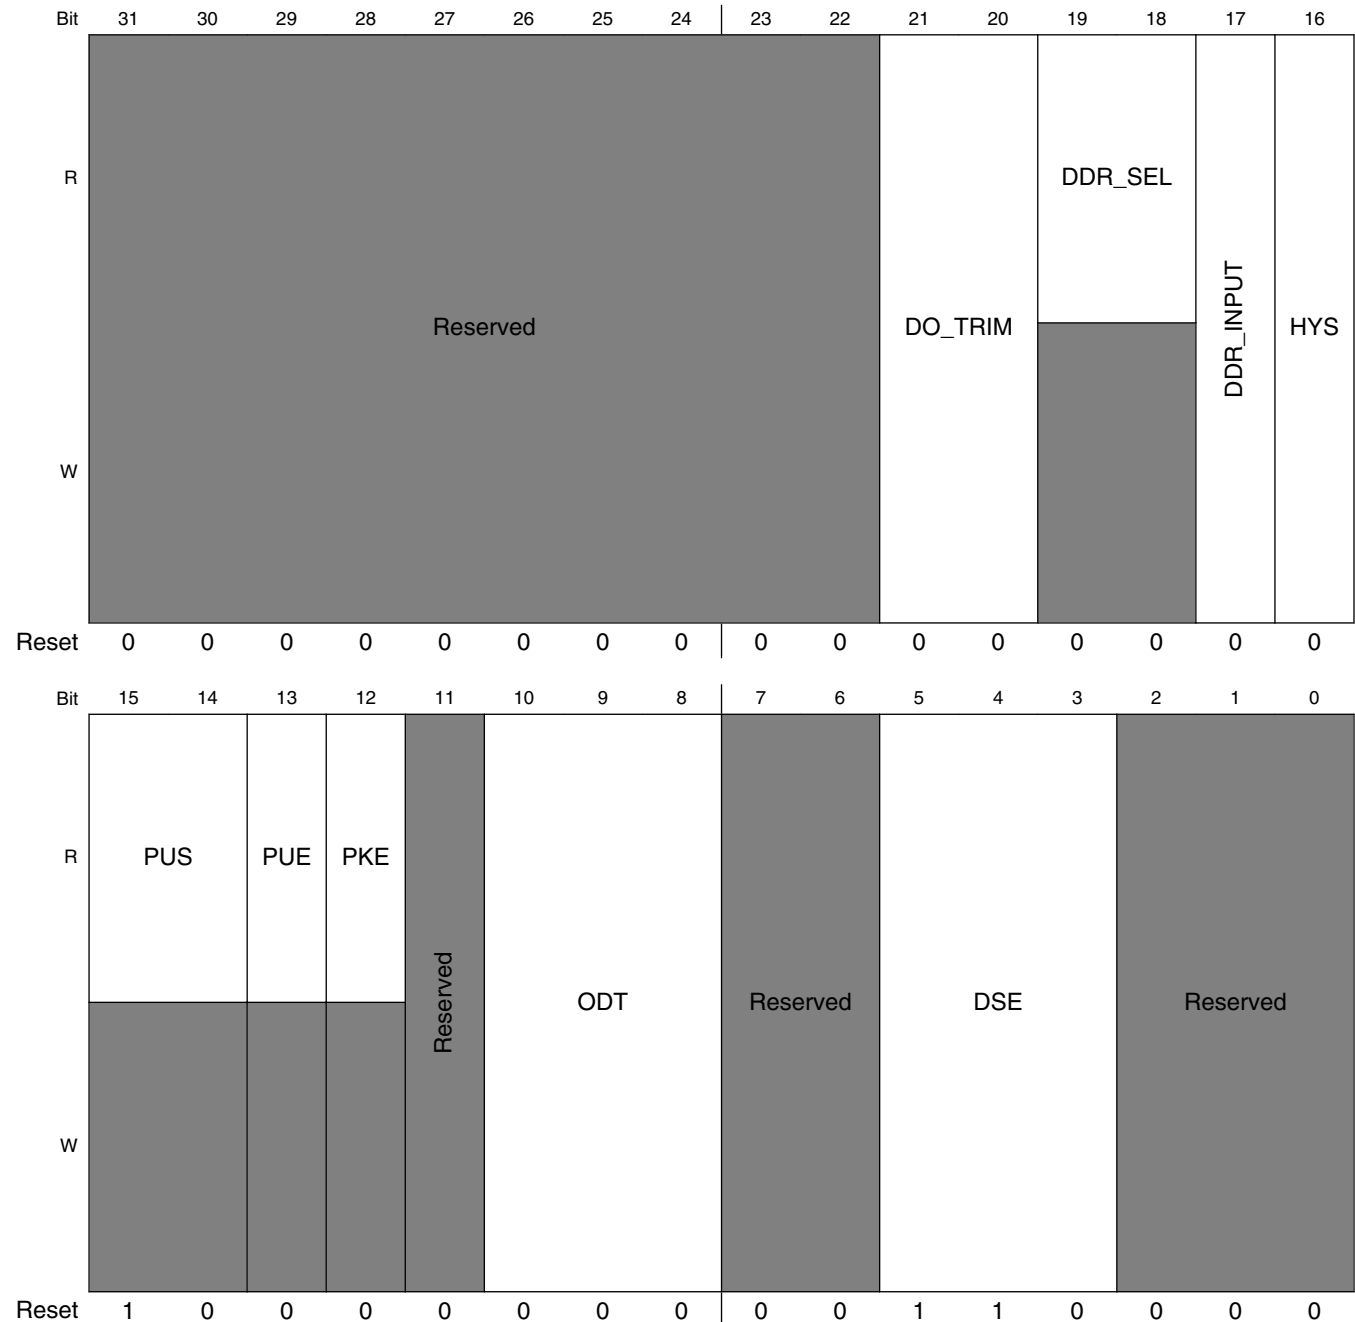 Bit 31 30 29 28 27 26 25 24 23 22 21 20 19 18 17 16
R DDR_SEL
Reserved DO_TRIM DDR_INPUT HYS
W
Reset 0 0 0 0 0 0 0 0 0 0 0 0 0 0 0 0
Bit 15 14 13 12 11 10 9 8 7 6 5 4 3 2 1 0
R PUS PUE PKE
Reserved ODT Reserved DSE Reserved
W
Reset 1 0 0 0 0 0 0 0 0 0 1 1 0 0 0 0